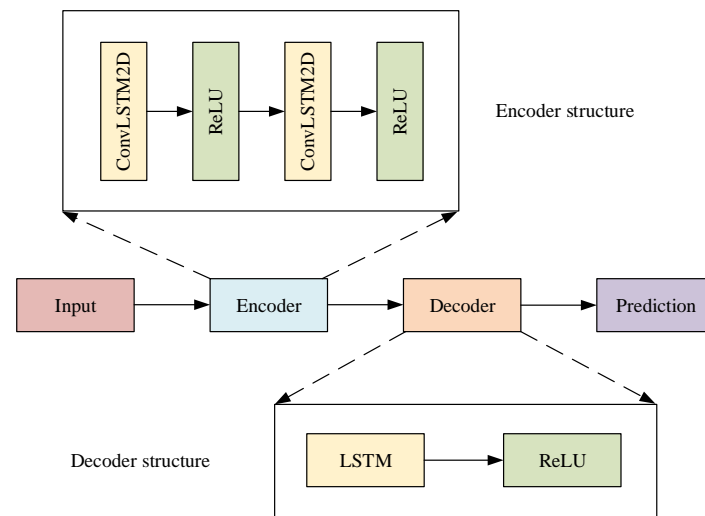 ConvLSTM2D
ReLU
ConvLSTM2D
ReLU
Encoder structure
Input
Encoder
Decoder
Prediction
Decoder structure
LSTM
ReLU